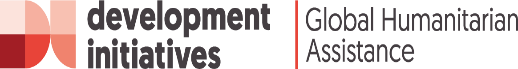 development
initiatives
Global Humanitarian
Assistance